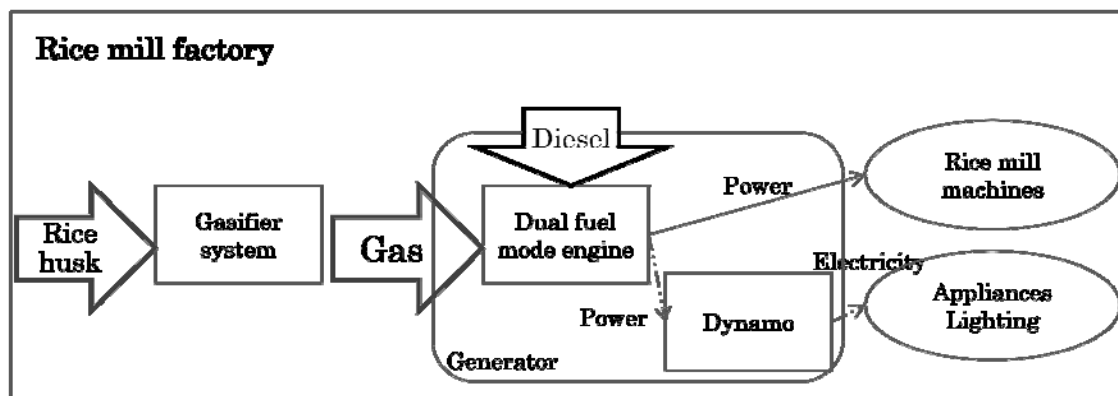 Rice mill factory
Diesel
Rice mill
machines
Power
Rice
husk
Gasifier
system
Gas
Dual fuel
mode engine
Electricity
Appliances
Lighting
Power
Dynamo
Generator